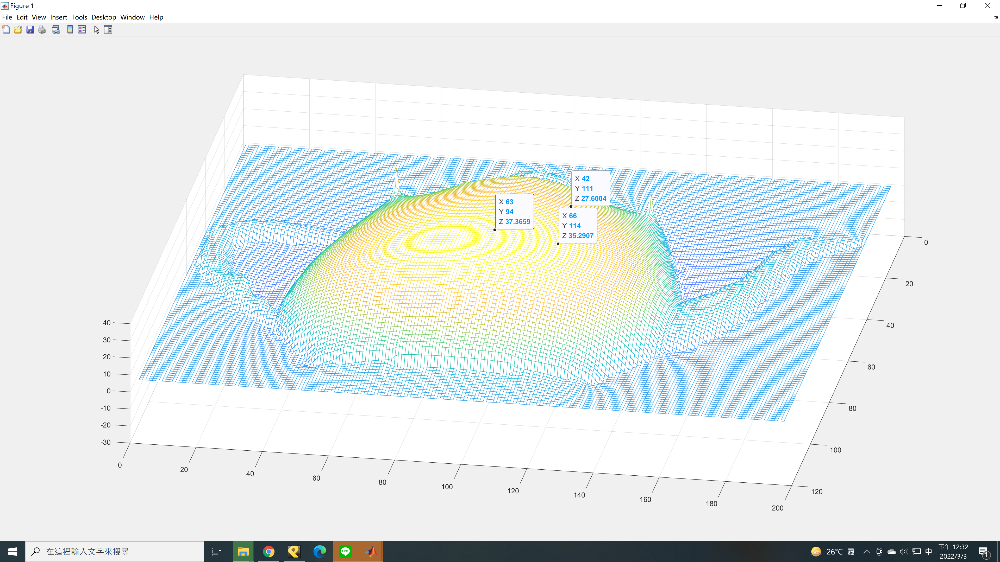 Figure 1
File Edit View Insert Tools Desktop Window Help
X 42
Y 111
Z 27.6004
X 63
Y 94
Z 37.3659
X 66
Y 114
Z 35.2907
40
30
20
10
0
-10
-20
-30
0
20
40
60
80
100
120
140
160
180
200
0
20
40
60
80
100
120
在這裡輸入文字來搜尋
LINE
26°C 霾
中
下午 12:32
2022/3/3
1